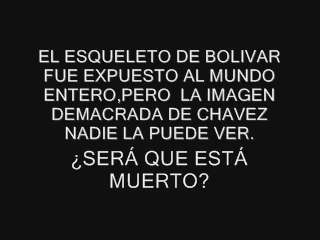 EL ESQUELETO DE BOLIVAR
FUE EXPUESTO AL MUNDO
ENTERO,PERO  LA IMAGEN
DEMACRADA DE CHAVEZ
NADIE LA PUEDE VER.
¿SERÁ QUE ESTÁ
MUERTO?